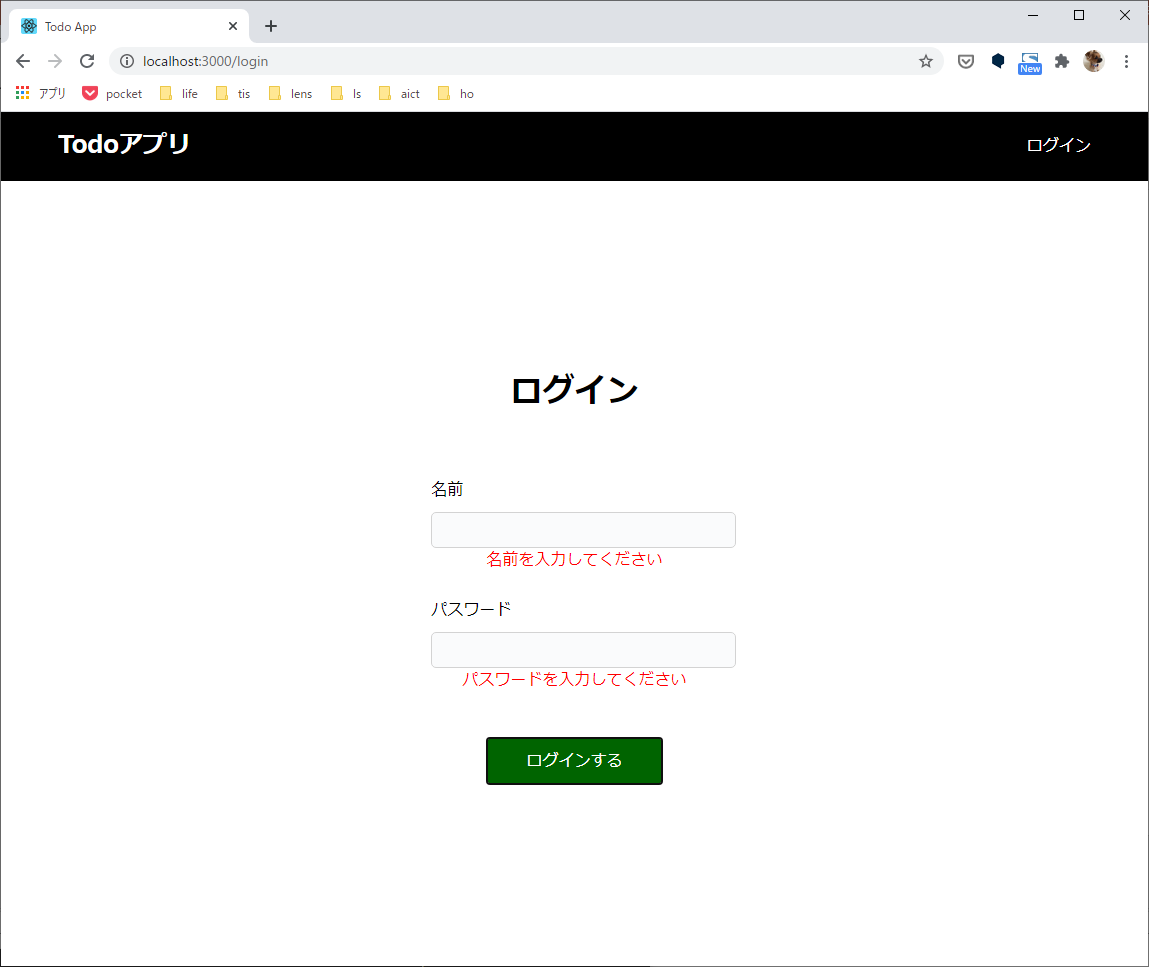 Todo App
localhost:3000/login
New
アプリ pocket life tis lens ls aict ho
Todoアプリ ログイン
ログイン
名前
名前を入力してください
パスワード
パスワードを入力してください
ログインする